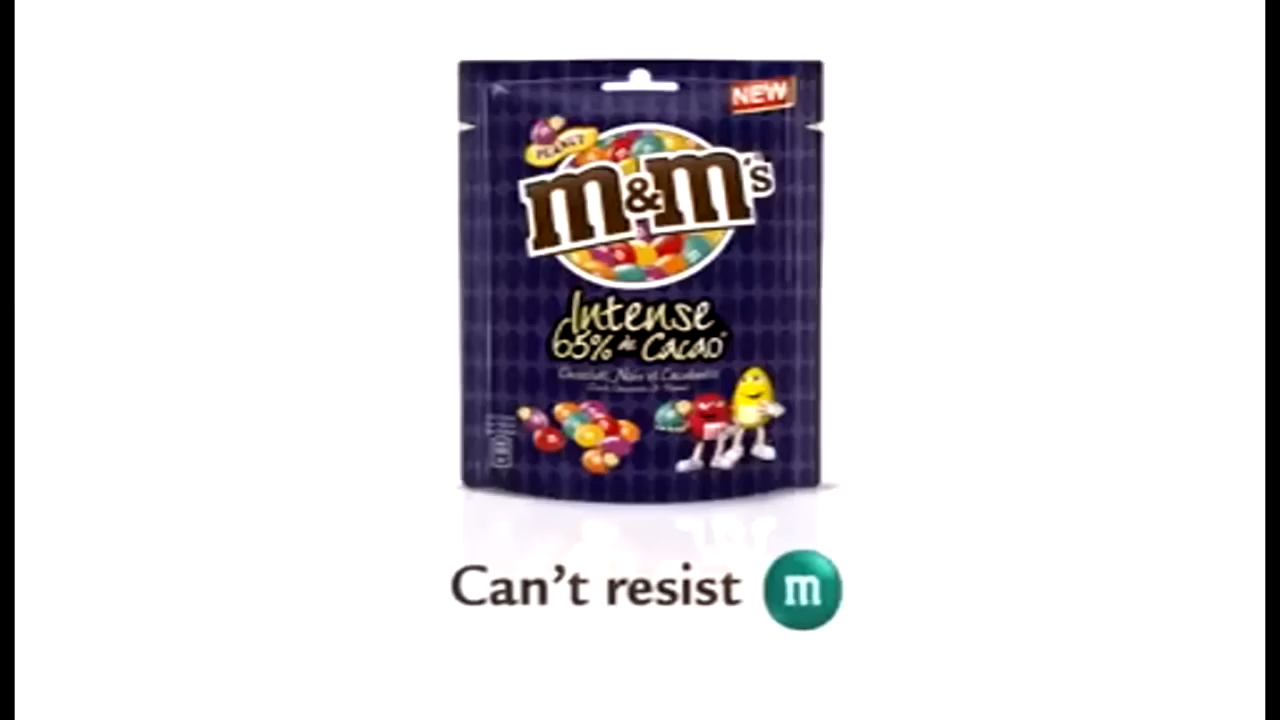 NEW
PEANUT
m&m's
Intense
65% de Cacao
Can't resist m